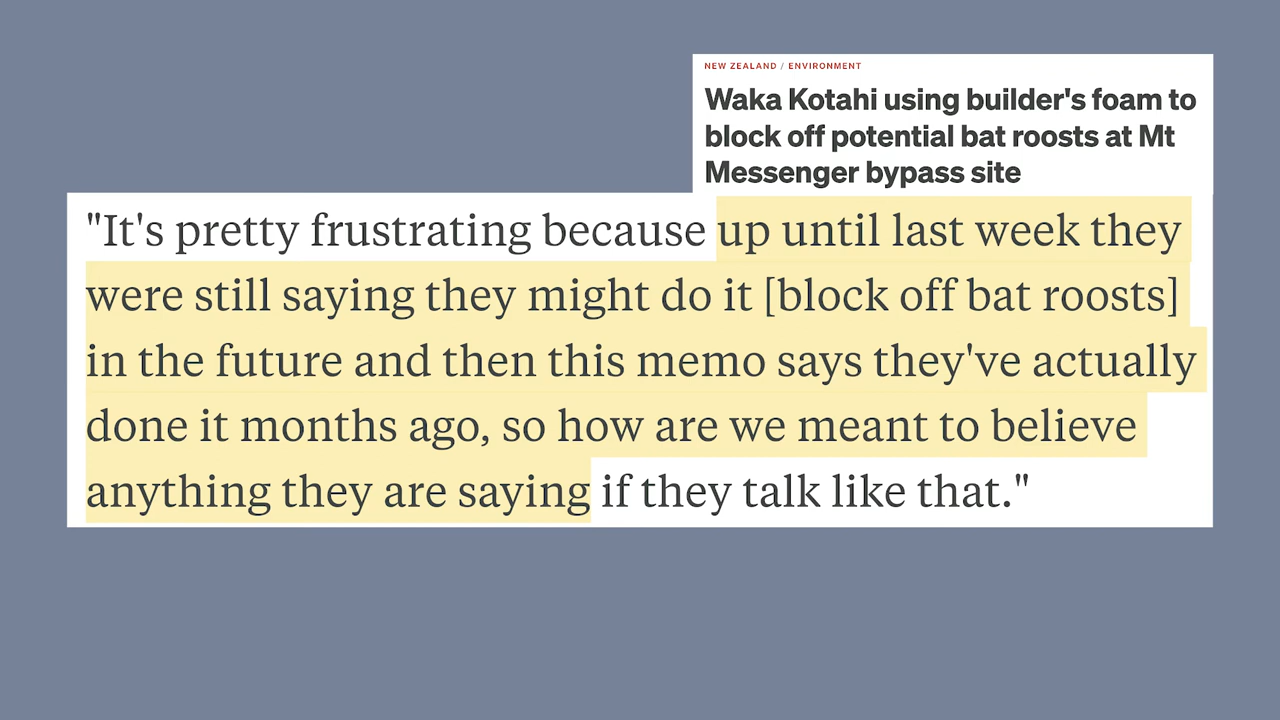 NEW ZEALAND / ENVIRONMENT
Waka Kotahi using builder's foam to
block off potential bat roosts at Mt
Messenger bypass site
"It's pretty frustrating because up until last week they
were still saying they might do it [block off bat roosts]
in the future and then this memo says they've actually
done it months ago, so how are we meant to believe
anything they are saying if they talk like that."